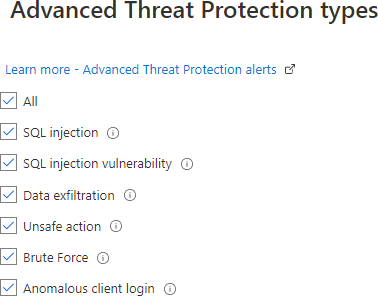 Advanced Threat Protection types
Learn more - Advanced Threat Protection alerts
All
SQL injection
SQL injection vulnerability
Data exfiltration
Unsafe action
Brute Force
Anomalous client login